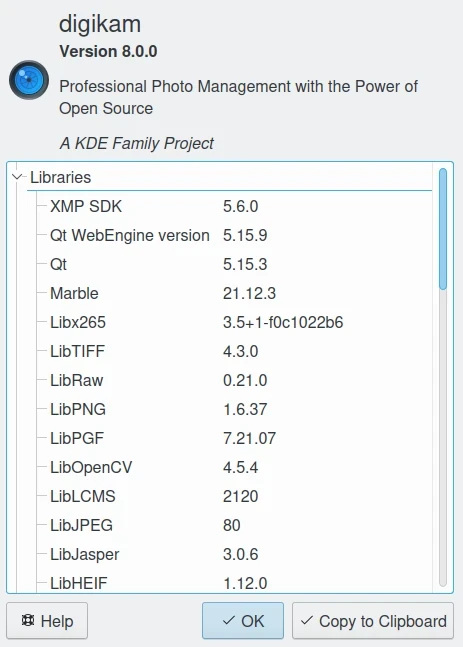 digikam
Version 8.0.0
Professional Photo Management with the Power of
Open Source
A KDE Family Project
Libraries
XMP SDK 5.6.0
Qt WebEngine version 5.15.9
Qt 5.15.3
Marble 21.12.3
Libx265 3.5+1-f0c1022b6
LibTIFF 4.3.0
LibRaw 0.21.0
LibPNG 1.6.37
LibPGF 7.21.07
LibOpenCV 4.5.4
LibLCMS 2120
LibJPEG 80
LibJasper 3.0.6
LibHEIF 1.12.0
Help OK Copy to Clipboard